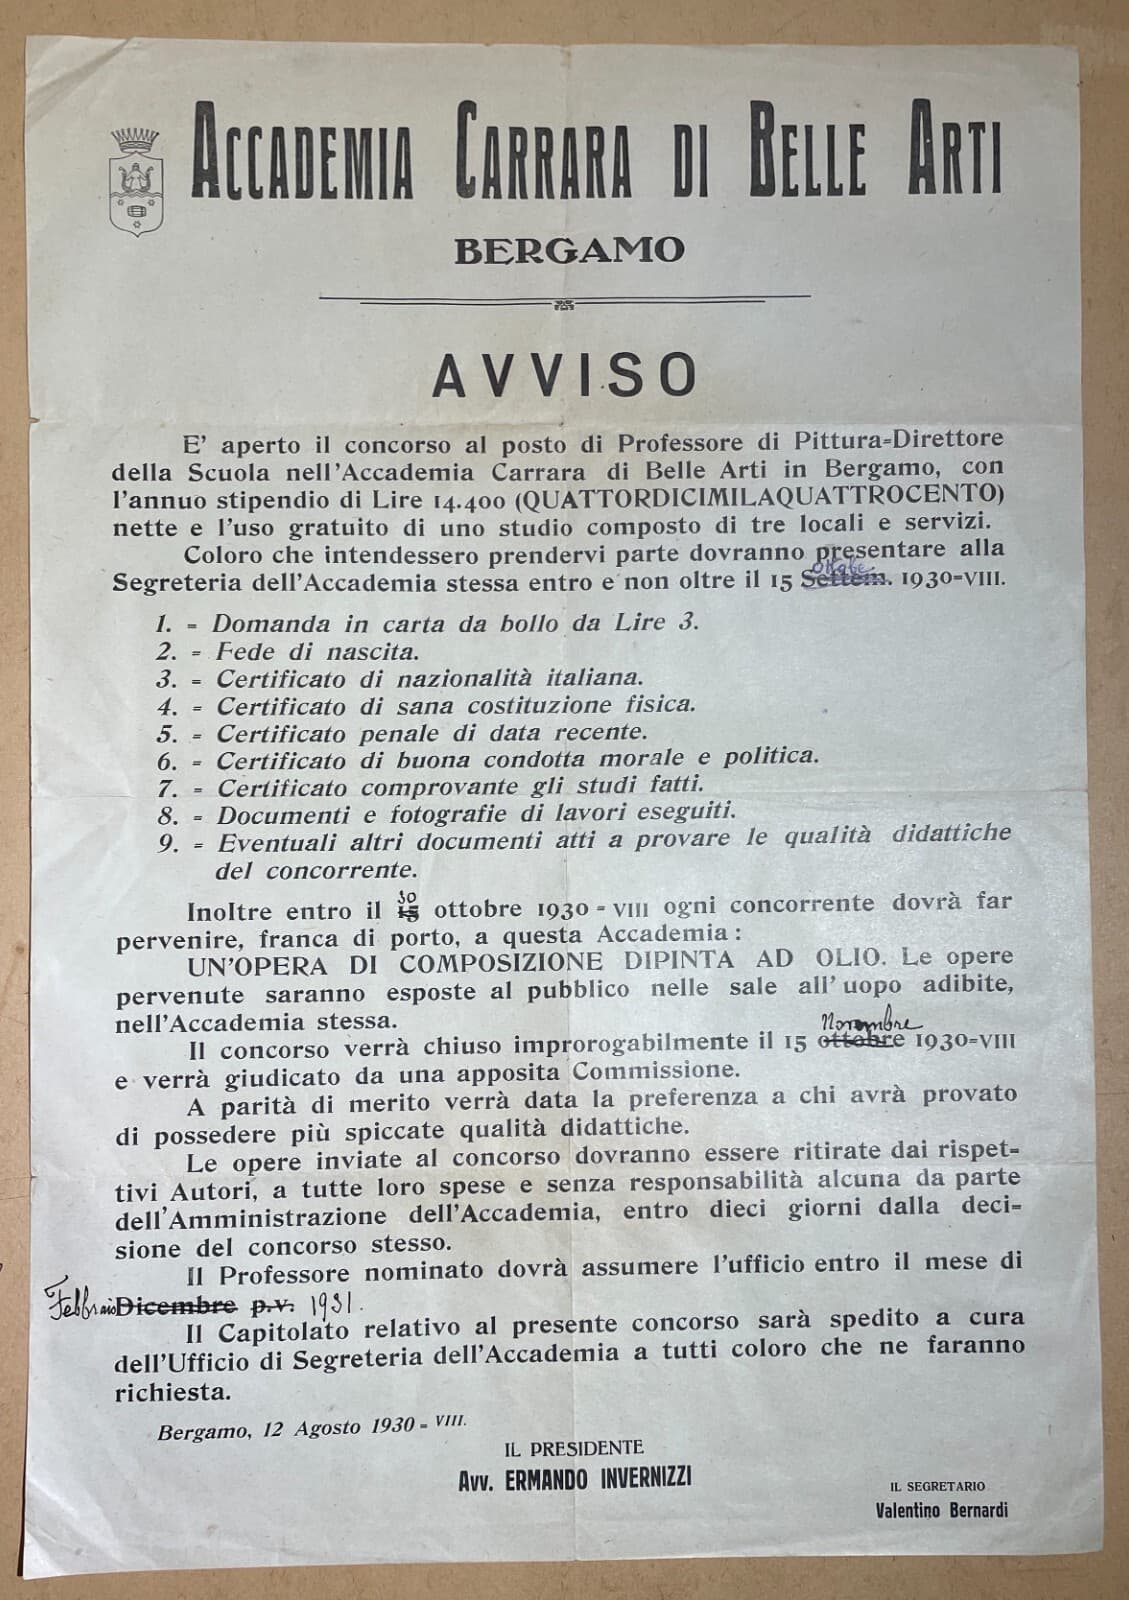 ACCADEMIA CARRARA DI BELLE ARTI
BERGAMO
AVVISO
E' aperto il concorso al posto di Professore di Pittura=Direttore
della Scuola nell'Accademia Carrara di Belle Arti in Bergamo, con
l'annuo stipendio di Lire 14.400 (QUATTORDICIMILAQUATTROCENTO)
nette e l'uso gratuito di uno studio composto di tre locali e servizi.
Coloro che intendessero prendervi parte dovranno presentare alla
Ottobe.
Segreteria dell'Accademia stessa entro e non oltre il 15 Settem. 1930=VIII.
1. = Domanda in carta da bollo da Lire 3.
2. = Fede di nascita.
3. = Certificato di nazionalità italiana.
4. = Certificato di sana costituzione fisica.
5. = Certificato penale di data recente.
6. = Certificato di buona condotta morale e politica.
7. = Certificato comprovante gli studi fatti.
8. = Documenti e fotografie di lavori eseguiti.
9. = Eventuali altri documenti atti a provare le qualità didattiche
del concorrente.
30
Inoltre entro il 15 ottobre 1930 = VIII ogni concorrente dovrà far
pervenire, franca di porto, a questa Accademia :
UN'OPERA DI COMPOSIZIONE DIPINTA AD OLIO. Le opere
pervenute saranno esposte al pubblico nelle sale all' uopo adibite,
nell'Accademia stessa.
Novembre
Il concorso verrà chiuso improrogabilmente il 15 ottobre 1930=VIII
e verrà giudicato da una apposita Commissione.
A parità di merito verrà data la preferenza a chi avrà provato
di possedere più spiccate qualità didattiche.
Le opere inviate al concorso dovranno essere ritirate dai rispet=
tivi Autori, a tutte loro spese e senza responsabilità alcuna da parte
dell'Amministrazione dell'Accademia, entro dieci giorni dalla deci=
sione del concorso stesso.
Il Professore nominato dovrà assumere l'ufficio entro il mese di
Febbraio Dicembre p.v. 1931.
Il Capitolato relativo al presente concorso sarà spedito a cura
dell'Ufficio di Segreteria dell'Accademia a tutti coloro che ne faranno
richiesta.
Bergamo, 12 Agosto 1930 = VIII.
IL PRESIDENTE
Avv. ERMANDO INVERNIZZI
IL SEGRETARIO
Valentino Bernardi